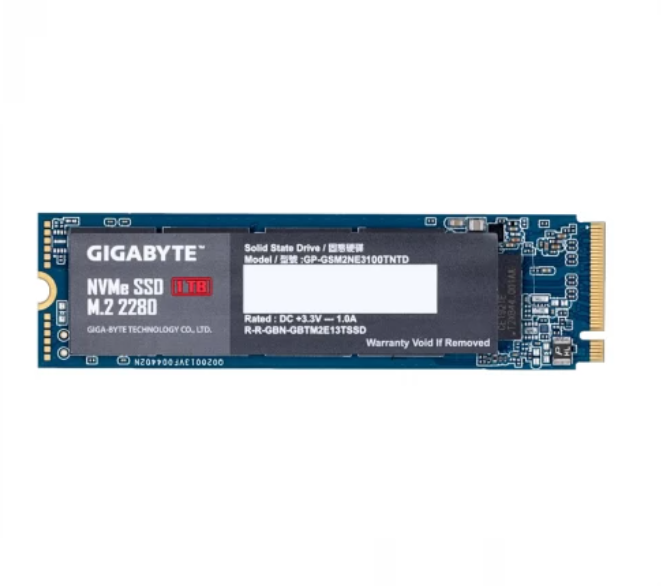 GIGABYTE™
NVMe SSD 1TB
M.2 2280
GIGA-BYTE TECHNOLOGY CO., LTD.
Solid State Drive / 固態硬碟
Model / 型號 :GP-GSM2NE3100TNTD
Rated : DC +3.3V --- 1.0A
R-R-GBN-GBTM2E13TSSD
Warranty Void If Removed